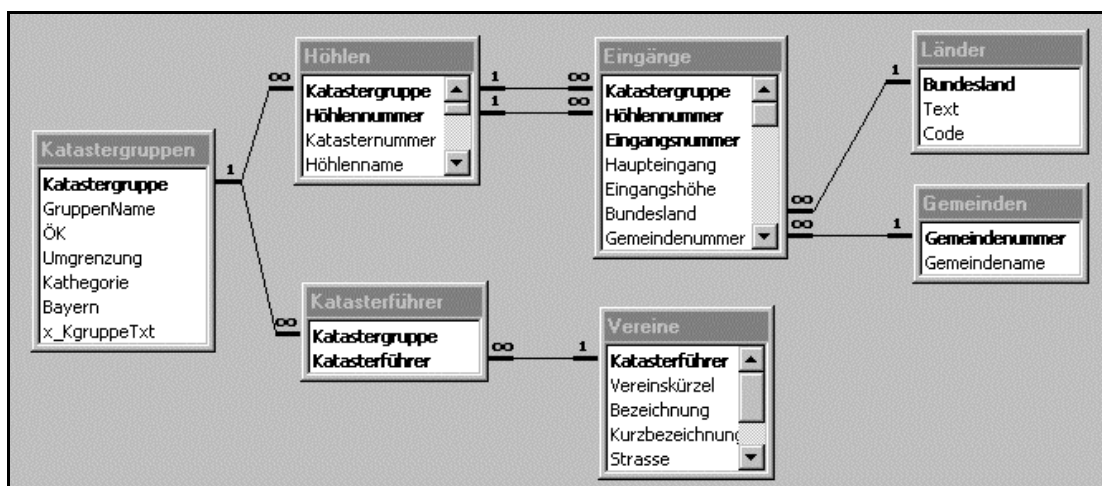 Katastergruppen
Katastergruppe
GruppenName
ÖK
Umgrenzung
Kathegorie
Bayern
x_KgruppeTxt
1
∞
∞
Höhlen
Katastergruppe
Höhlennummer
Katasternummer
Höhlenname
1
∞
1
∞
Katasterführer
Katastergruppe
Katasterführer
∞
1
Eingänge
Katastergruppe
Höhlennummer
Eingangsnummer
Haupteingang
Eingangshöhe
Bundesland
Gemeindenummer
∞
1
∞
1
Vereine
Katasterführer
Vereinskürzel
Bezeichnung
Kurzbezeichnung
Strasse
Länder
Bundesland
Text
Code
Gemeinden
Gemeindenummer
Gemeindename